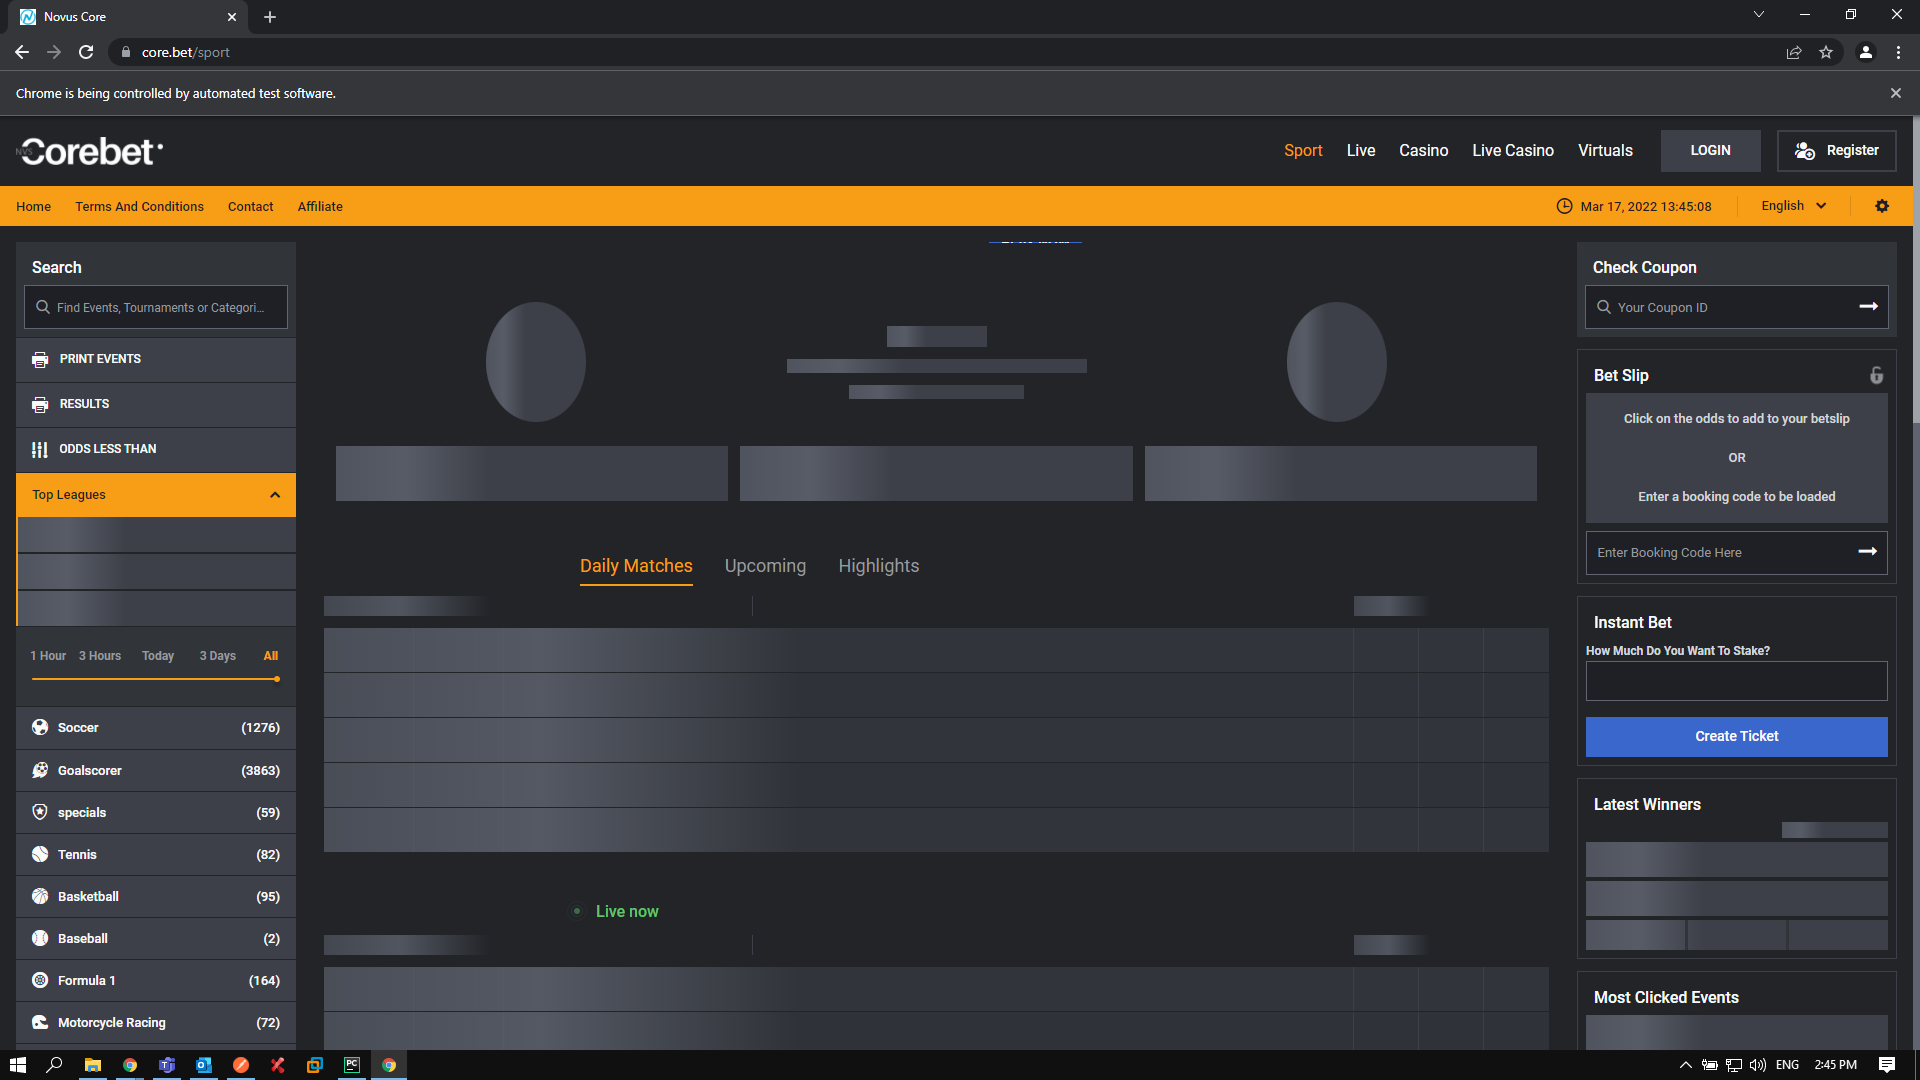 Novus Core
core.bet/sport
Chrome is being controlled by automated test software.
NVS Corebet
Sport Live Casino Live Casino Virtuals LOGIN Register
Home Terms And Conditions Contact Affiliate
Mar 17, 2022 13:45:08 English
Search
Find Events, Tournaments or Categori...
PRINT EVENTS
RESULTS
ODDS LESS THAN
Top Leagues
1 Hour 3 Hours Today 3 Days All
Soccer (1276)
Goalscorer (3863)
specials (59)
Tennis (82)
Basketball (95)
Baseball (2)
Formula 1 (164)
Motorcycle Racing (72)
Daily Matches Upcoming Highlights
Live now
Check Coupon
Your Coupon ID
Bet Slip
Click on the odds to add to your betslip
OR
Enter a booking code to be loaded
Enter Booking Code Here
Instant Bet
How Much Do You Want To Stake?
Create Ticket
Latest Winners
Most Clicked Events
PC
ENG 2:45 PM